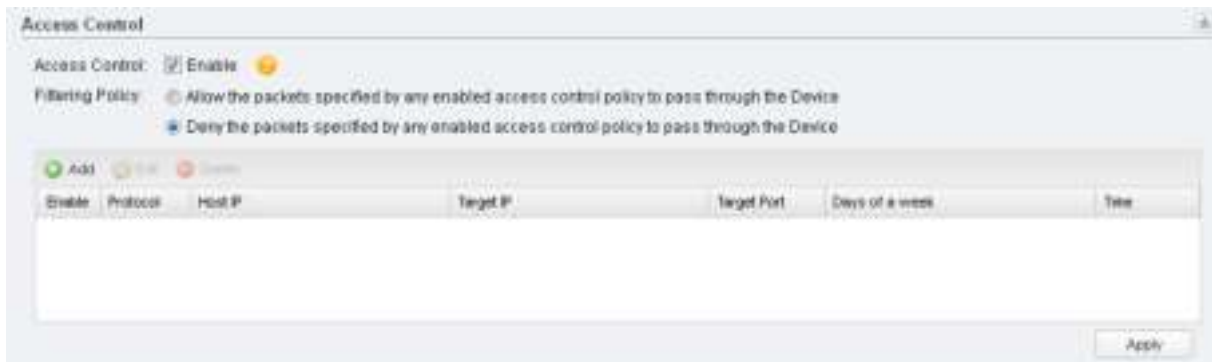 Access Control
Access Control: Enable
Filtering Policy: Allow the packets specified by any enabled access control policy to pass through the Device
Deny the packets specified by any enabled access control policy to pass through the Device
Add Edit Delete
Enable Protocol Host IP Target IP Target Port Days of a week Time
Apply